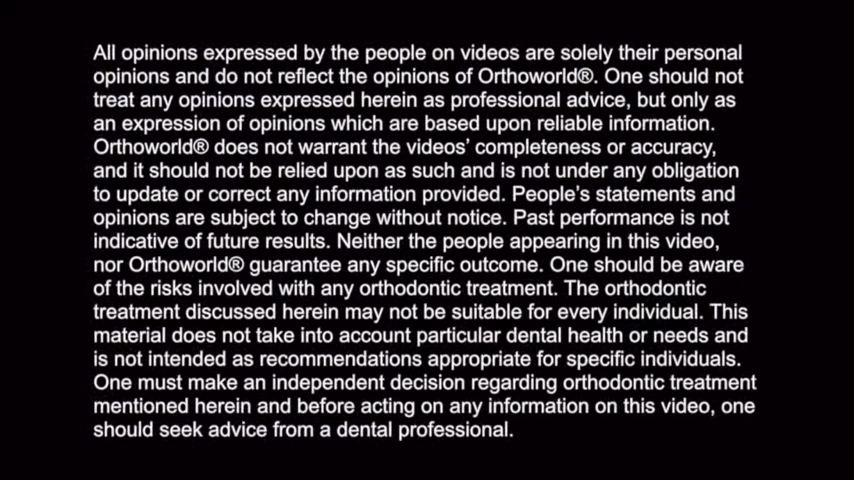 All opinions expressed by the people on videos are solely their personal
opinions and do not reflect the opinions of Orthoworld®. One should not
treat any opinions expressed herein as professional advice, but only as
an expression of opinions which are based upon reliable information.
Orthoworld® does not warrant the videos’ completeness or accuracy,
and it should not be relied upon as such and is not under any obligation
to update or correct any information provided. People’s statements and
opinions are subject to change without notice. Past performance is not
indicative of future results. Neither the people appearing in this video,
nor Orthoworld® guarantee any specific outcome. One should be aware
of the risks involved with any orthodontic treatment. The orthodontic
treatment discussed herein may not be suitable for every individual. This
material does not take into account particular dental health or needs and
is not intended as recommendations appropriate for specific individuals.
One must make an independent decision regarding orthodontic treatment
mentioned herein and before acting on any information on this video, one
should seek advice from a dental professional.